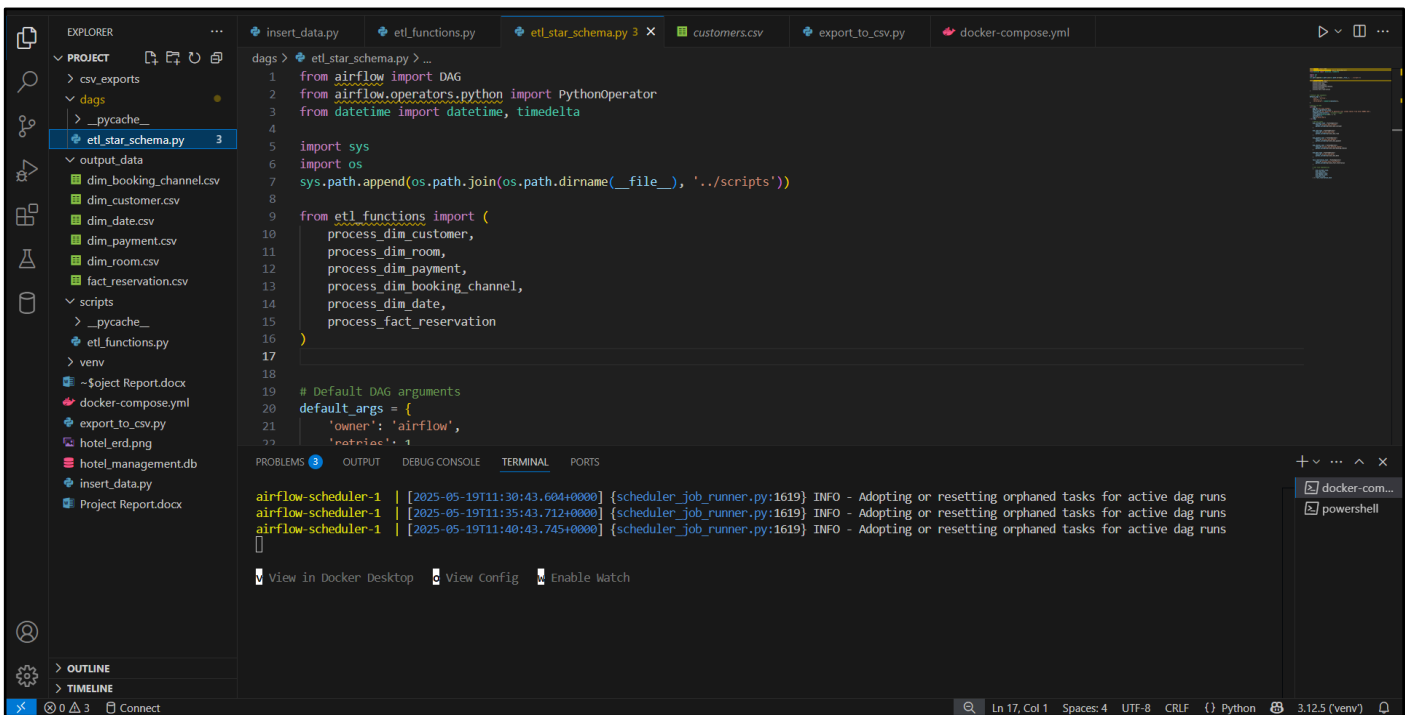 EXPLORER
PROJECT
csv_exports
dags
__pycache__
etl_star_schema.py 3
output_data
dim_booking_channel.csv
dim_customer.csv
dim_date.csv
dim_payment.csv
dim_room.csv
fact_reservation.csv
scripts
__pycache__
etl_functions.py
venv
~$oject Report.docx
docker-compose.yml
export_to_csv.py
hotel_erd.png
hotel_management.db
insert_data.py
Project Report.docx
OUTLINE
TIMELINE
insert_data.py etl_functions.py etl_star_schema.py 3 customers.csv export_to_csv.py docker-compose.yml
dags > etl_star_schema.py > ...
1 from airflow import DAG
2 from airflow.operators.python import PythonOperator
3 from datetime import datetime, timedelta
4
5 import sys
6 import os
7 sys.path.append(os.path.join(os.path.dirname(__file__), '../scripts'))
8
9 from etl_functions import (
10 process_dim_customer,
11 process_dim_room,
12 process_dim_payment,
13 process_dim_booking_channel,
14 process_dim_date,
15 process_fact_reservation
16 )
17
18
19 # Default DAG arguments
20 default_args = {
21 'owner': 'airflow',
22 'retries': 1
PROBLEMS 3 OUTPUT DEBUG CONSOLE TERMINAL PORTS
airflow-scheduler-1 | [2025-05-19T11:30:43.604+0000] {scheduler_job_runner.py:1619} INFO - Adopting or resetting orphaned tasks for active dag runs
airflow-scheduler-1 | [2025-05-19T11:35:43.712+0000] {scheduler_job_runner.py:1619} INFO - Adopting or resetting orphaned tasks for active dag runs
airflow-scheduler-1 | [2025-05-19T11:40:43.745+0000] {scheduler_job_runner.py:1619} INFO - Adopting or resetting orphaned tasks for active dag runs
v View in Docker Desktop o View Config w Enable Watch
docker-com...
powershell
0 3 Connect
Ln 17, Col 1 Spaces: 4 UTF-8 CRLF {} Python 3.12.5 ('venv')